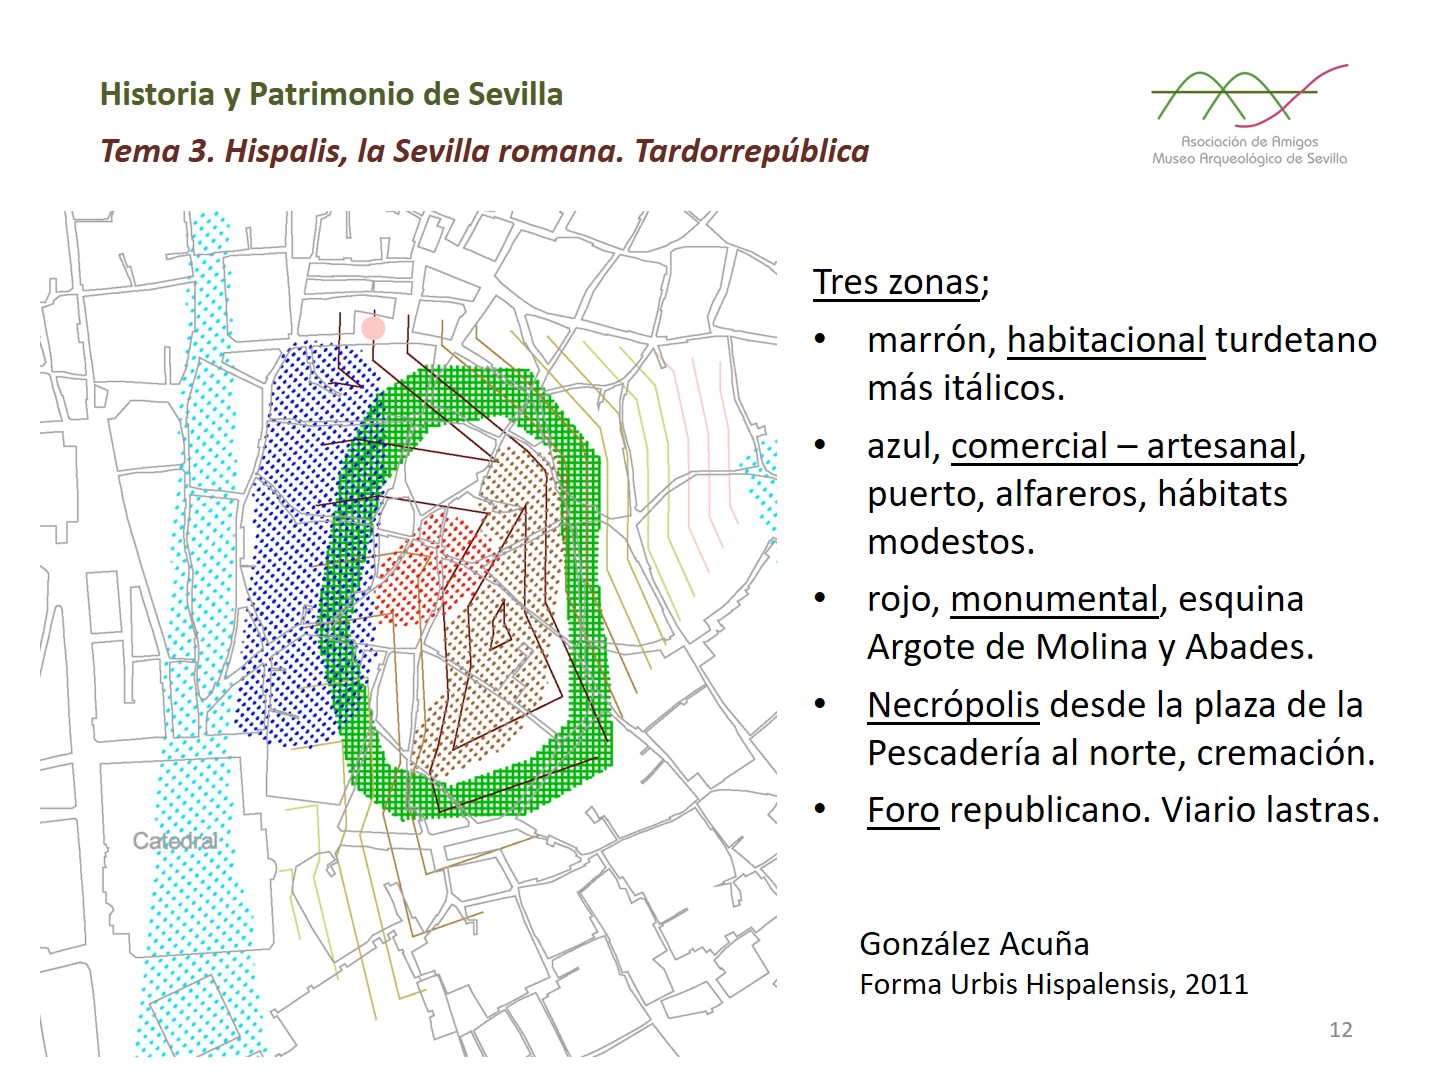 Historia y Patrimonio de Sevilla
Tema 3. Hispalis, la Sevilla romana. Tardorrepública
Asociación de Amigos
Museo Arqueológico de Sevilla
Tres zonas;
• marrón, habitacional turdetano
más itálicos.
• azul, comercial – artesanal,
puerto, alfareros, hábitats
modestos.
• rojo, monumental, esquina
Argote de Molina y Abades.
• Necrópolis desde la plaza de la
Pescadería al norte, cremación.
• Foro republicano. Viario lastras.
Catedral
González Acuña
Forma Urbis Hispalensis, 2011
12